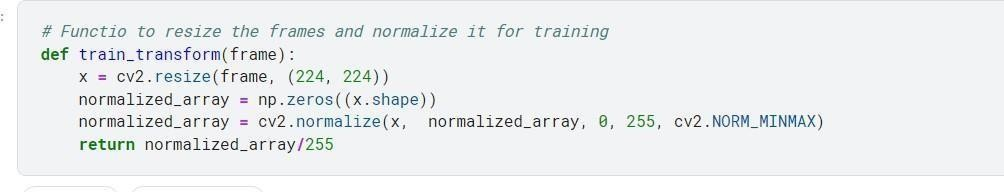 # Functio to resize the frames and normalize it for training
def train_transform(frame):
    x = cv2.resize(frame, (224, 224))
    normalized_array = np.zeros((x.shape))
    normalized_array = cv2.normalize(x,  normalized_array, 0, 255, cv2.NORM_MINMAX)
    return normalized_array/255